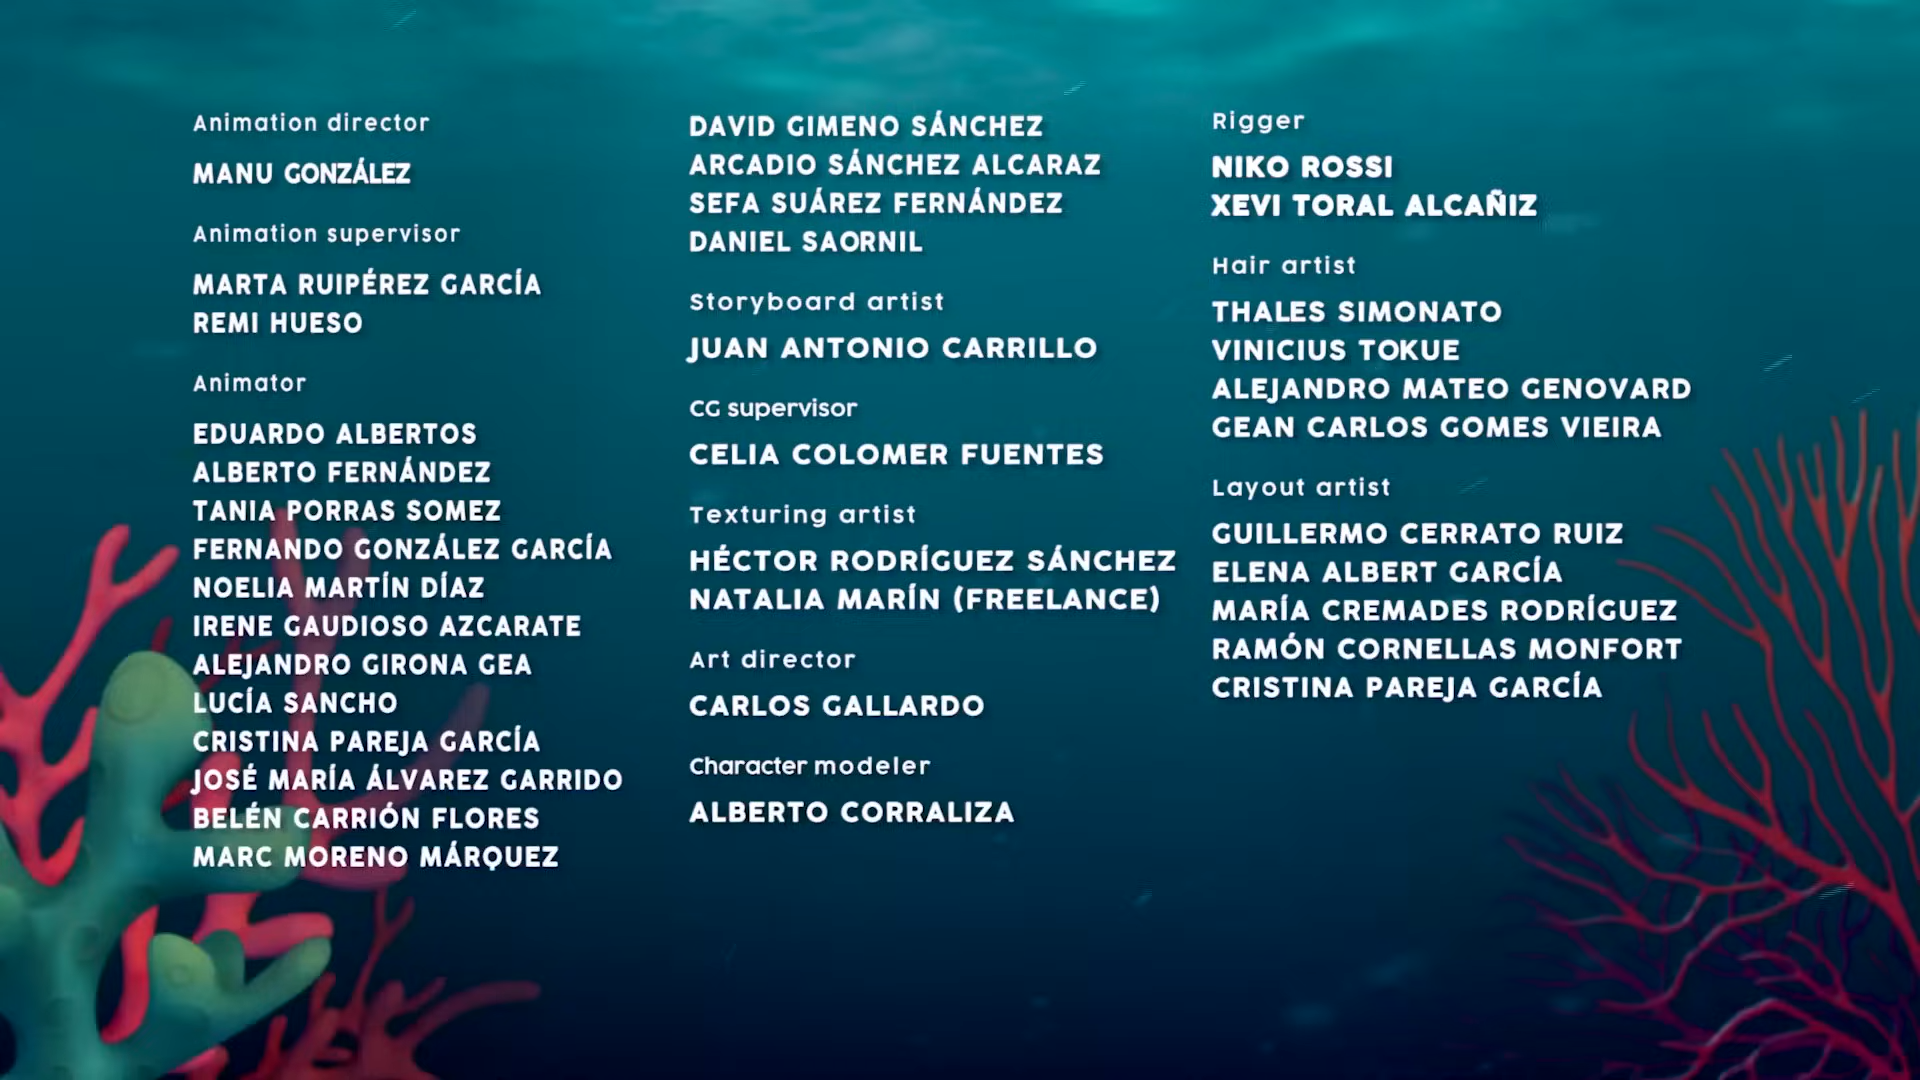 Animation director
MANU GONZÁLEZ
Animation supervisor
MARTA RUIPÉREZ GARCÍA
REMI HUESO
Animator
EDUARDO ALBERTOS
ALBERTO FERNÁNDEZ
TANIA PORRAS SOMEZ
FERNANDO GONZÁLEZ GARCÍA
NOELIA MARTÍN DÍAZ
IRENE GAUDIOSO AZCARATE
ALEJANDRO GIRONA GEA
LUCÍA SANCHO
CRISTINA PAREJA GARCÍA
JOSÉ MARÍA ÁLVAREZ GARRIDO
BELÉN CARRIÓN FLORES
MARC MORENO MÁRQUEZ
DAVID GIMENO SÁNCHEZ
ARCADIO SÁNCHEZ ALCARAZ
SEFA SUÁREZ FERNÁNDEZ
DANIEL SAORNIL
Storyboard artist
JUAN ANTONIO CARRILLO
CG supervisor
CELIA COLOMER FUENTES
Texturing artist
HÉCTOR RODRÍGUEZ SÁNCHEZ
NATALIA MARÍN (FREELANCE)
Art director
CARLOS GALLARDO
Character modeler
ALBERTO CORRALIZA
Rigger
NIKO ROSSI
XEVI TORAL ALCAÑIZ
Hair artist
THALES SIMONATO
VINICIUS TOKUE
ALEJANDRO MATEO GENOVARD
GEAN CARLOS GOMES VIEIRA
Layout artist
GUILLERMO CERRATO RUIZ
ELENA ALBERT GARCÍA
MARÍA CREMADES RODRÍGUEZ
RAMÓN CORNELLAS MONFORT
CRISTINA PAREJA GARCÍA